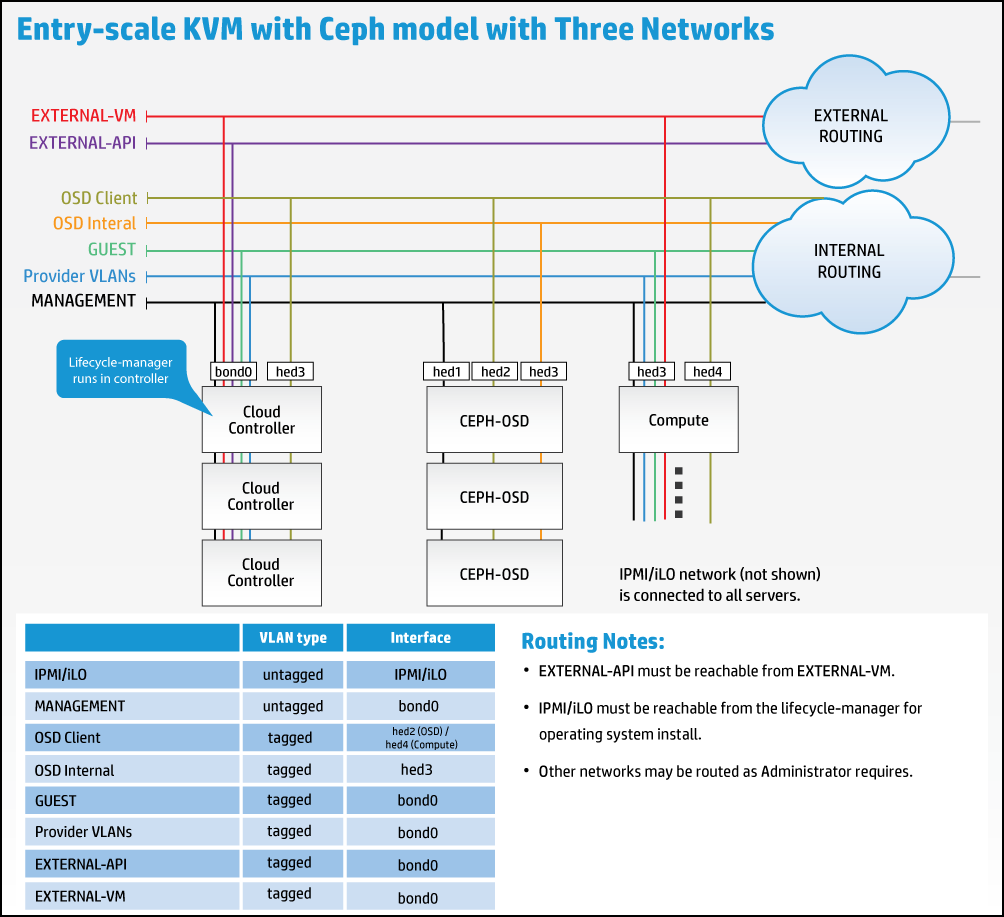 Entry-scale KVM with Ceph model with Three Networks
EXTERNAL-VM
EXTERNAL-API
EXTERNAL
ROUTING
OSD Client
OSD Interal
GUEST
Provider VLANs
MANAGEMENT
INTERNAL
ROUTING
Lifecycle-manager
runs in controller
bond0
hed3
hed1
hed2
hed3
hed3
hed4
Cloud
Controller
CEPH-OSD
Compute
Cloud
Controller
CEPH-OSD
Cloud
Controller
CEPH-OSD
IPMI/iLO network (not shown)
is connected to all servers.
VLAN type Interface
IPMI/iLO untagged IPMI/iLO
MANAGEMENT untagged bond0
OSD Client tagged hed2 (OSD) /
hed4 (Compute)
OSD Internal tagged hed3
GUEST tagged bond0
Provider VLANs tagged bond0
EXTERNAL-API tagged bond0
EXTERNAL-VM tagged bond0
Routing Notes:
• EXTERNAL-API must be reachable from EXTERNAL-VM.
• IPMI/iLO must be reachable from the lifecycle-manager for
operating system install.
• Other networks may be routed as Administrator requires.